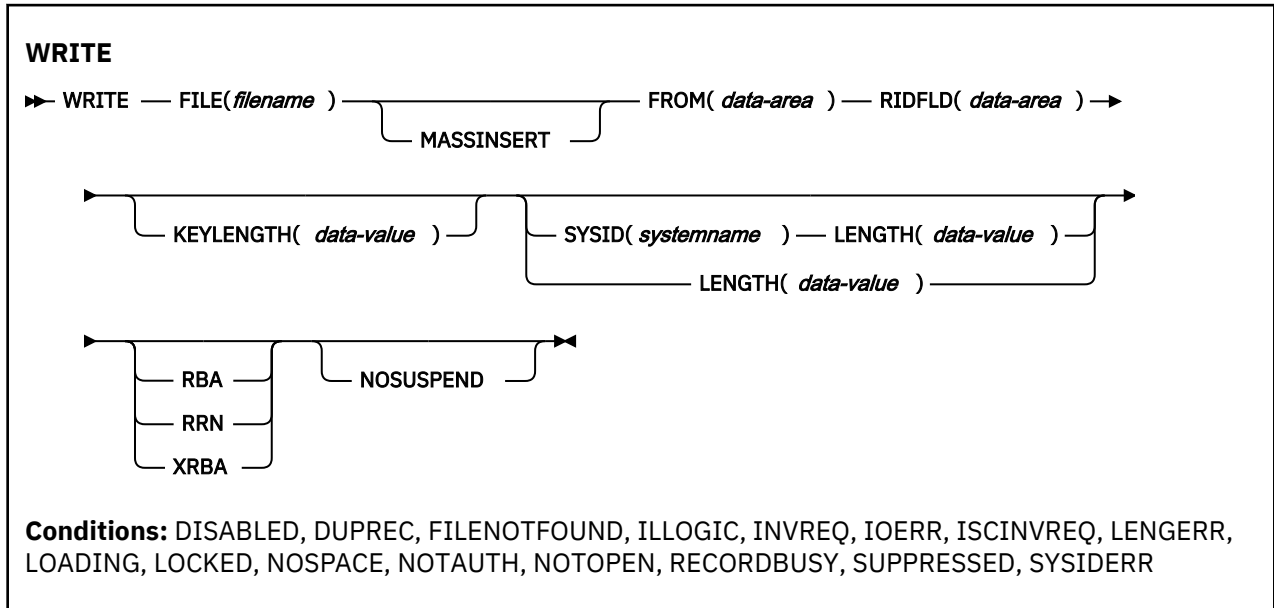 WRITE
WRITE FILE(filename ) FROM( data-area ) RIDFLD( data-area )
MASSINSERT
KEYLENGTH( data-value ) SYSID( systemname ) LENGTH( data-value )
LENGTH( data-value )
RBA NOSUSPEND
RRN
XRBA
Conditions: DISABLED, DUPREC, FILENOTFOUND, ILLOGIC, INVREQ, IOERR, ISCINVREQ, LENGERR,
LOADING, LOCKED, NOSPACE, NOTAUTH, NOTOPEN, RECORDBUSY, SUPPRESSED, SYSIDERR